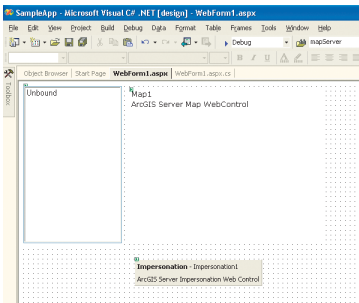 SampleApp - Microsoft Visual C# .NET [design] - WebForm1.aspx
File Edit View Project Build Debug Data Format Table Frames Tools Window Help
Debug mapServer
B I U A
Object Browser Start Page WebForm1.aspx WebForm1.aspx.cs
Toolbox
Unbound
Map1
ArcGIS Server Map WebControl
Impersonation - Impersonation1
ArcGIS Server Impersonation Web Control